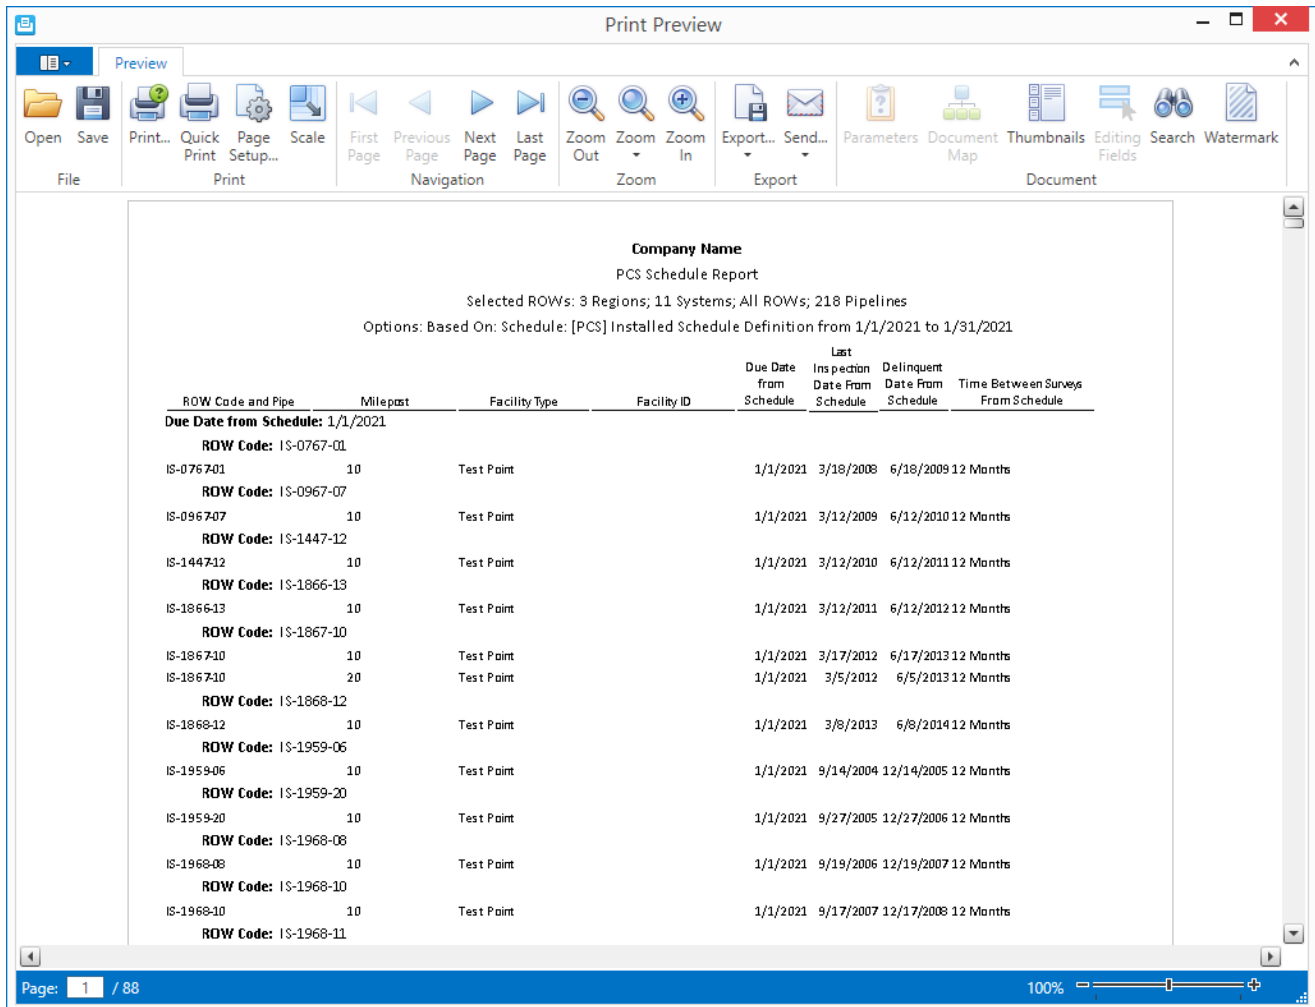 Print Preview
Preview
Open Save Print... Quick Print Page Setup... Scale First Page Previous Page Next Page Last Page Zoom Out Zoom Zoom In Export... Send... Parameters Document Map Thumbnails Editing Fields Search Watermark
File Print Navigation Zoom Export Document
Company Name
PCS Schedule Report
Selected ROWs: 3 Regions; 11 Systems; All ROWs; 218 Pipelines
Options: Based On: Schedule: [PCS] Installed Schedule Definition from 1/1/2021 to 1/31/2021
ROW Code and Pipe Milepost Facility Type Facility ID Due Date from Schedule Last Inspection Date From Schedule Delinquent Date From Schedule Time Between Surveys From Schedule
Due Date from Schedule: 1/1/2021
ROW Code: IS-0767-01
IS-0767-01 10 Test Point 1/1/2021 3/18/2008 6/18/2009 12 Months
ROW Code: IS-0967-07
IS-0967-07 10 Test Point 1/1/2021 3/12/2009 6/12/2010 12 Months
ROW Code: IS-1447-12
IS-1447-12 10 Test Point 1/1/2021 3/12/2010 6/12/2011 12 Months
ROW Code: IS-1866-13
IS-1866-13 10 Test Point 1/1/2021 3/12/2011 6/12/2012 12 Months
ROW Code: IS-1867-10
IS-1867-10 10 Test Point 1/1/2021 3/17/2012 6/17/2013 12 Months
IS-1867-10 20 Test Point 1/1/2021 3/5/2012 6/5/2013 12 Months
ROW Code: IS-1868-12
IS-1868-12 10 Test Point 1/1/2021 3/8/2013 6/8/2014 12 Months
ROW Code: IS-1959-06
IS-1959-06 10 Test Point 1/1/2021 9/14/2004 12/14/2005 12 Months
ROW Code: IS-1959-20
IS-1959-20 10 Test Point 1/1/2021 9/27/2005 12/27/2006 12 Months
ROW Code: IS-1968-08
IS-1968-08 10 Test Point 1/1/2021 9/19/2006 12/19/2007 12 Months
ROW Code: IS-1968-10
IS-1968-10 10 Test Point 1/1/2021 9/17/2007 12/17/2008 12 Months
ROW Code: IS-1968-11
Page: 1 / 88 100%